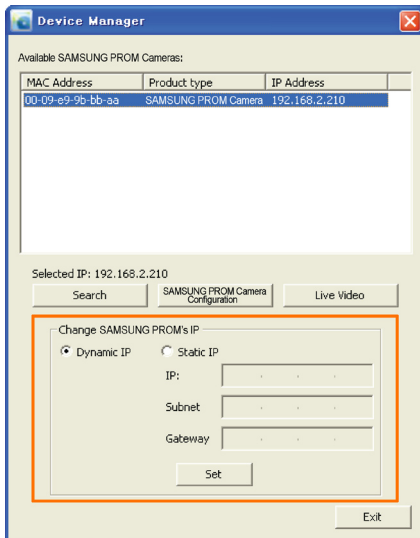 Device Manager
Available SAMSUNG PROM Cameras:
MAC Address Product type IP Address
00-09-e9-9b-bb-aa SAMSUNG PROM Camera 192.168.2.210
Selected IP: 192.168.2.210
Search
SAMSUNG PROM Camera
Configuration
Live Video
Change SAMSUNG PROM's IP
Dynamic IP Static IP
IP:
Subnet
Gateway
Set
Exit